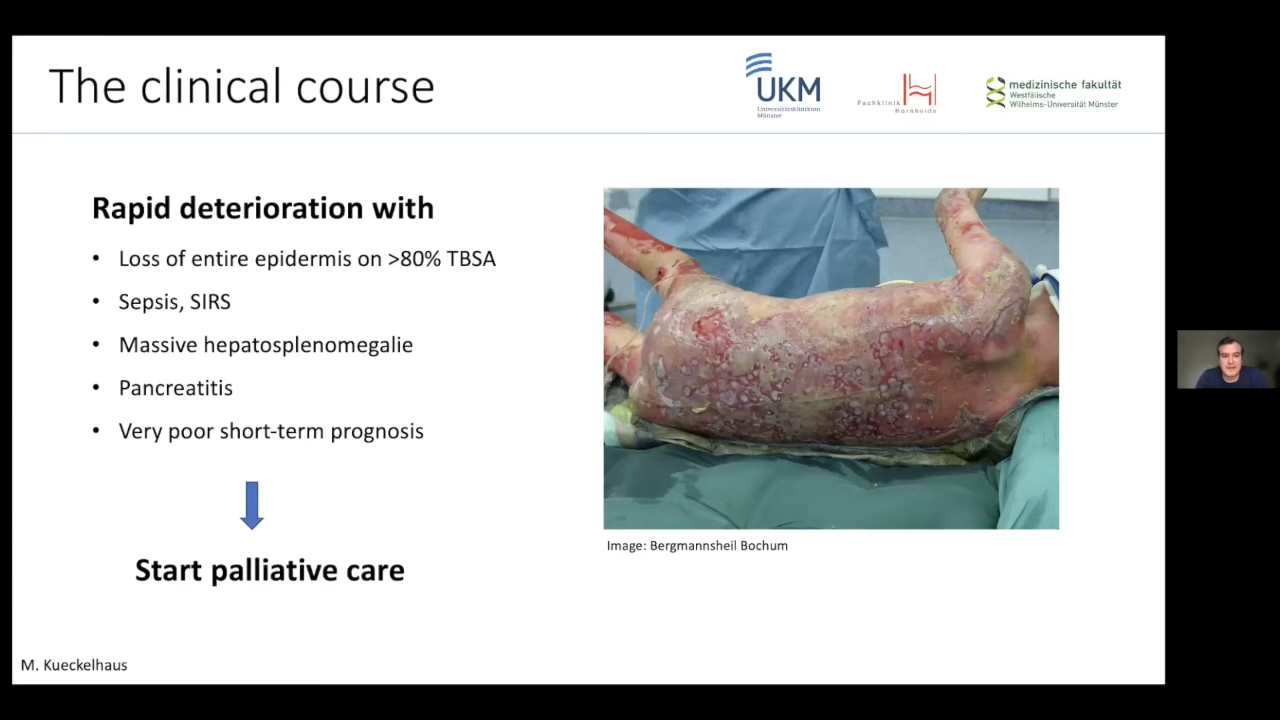 The clinical course
UKM
Universitätsklinikum
Münster
Fachklinik
Hornheide
medizinische fakultät
Westfälische
Wilhelms-Universität Münster
Rapid deterioration with
• Loss of entire epidermis on >80% TBSA
• Sepsis, SIRS
• Massive hepatosplenomegalie
• Pancreatitis
• Very poor short-term prognosis
Start palliative care
Image: Bergmannsheil Bochum
M. Kueckelhaus